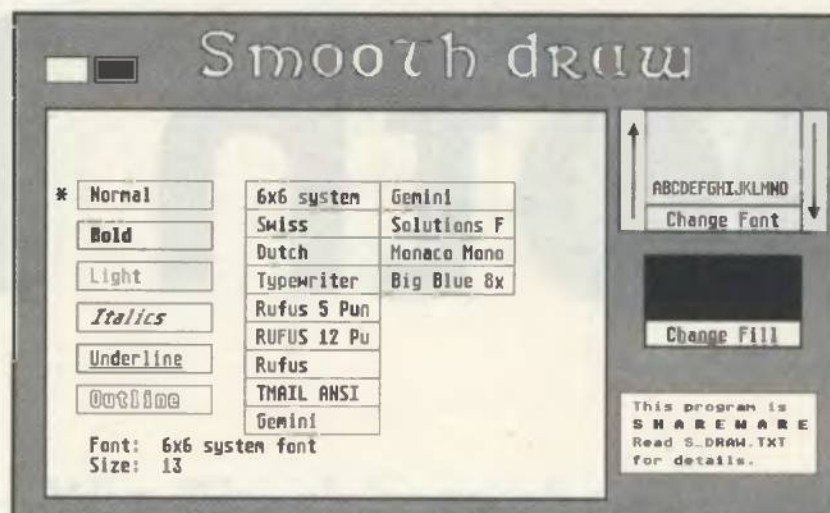 Smooth draw
* Normal
Bold
Light
Italics
Underline
Outline
6x6 system
Swiss
Dutch
Typewriter
Rufus 5 Pun
RUFUS 12 Pu
Rufus
TMAIL ANSI
Gemini
Gemini
Solutions F
Monaco Mono
Big Blue 8x
Font: 6x6 system font
Size: 13
ABCDEFGHIJKLMNO
Change Font
Change Fill
This program is
SHAREWARE
Read S_DRAW.TXT
for details.